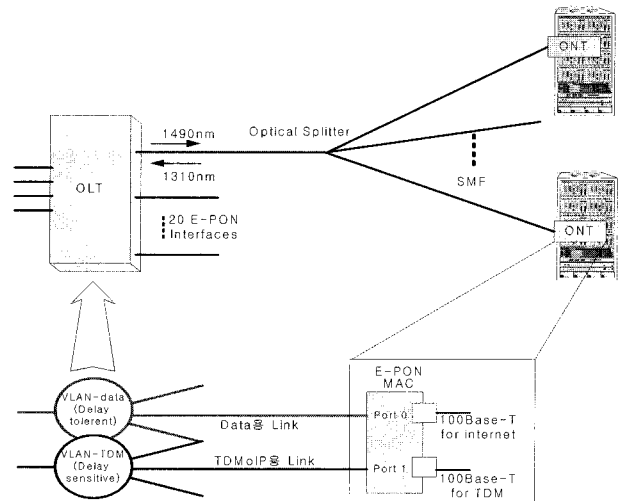 ONT
1490nm
Optical Splitter
1310nm
SMF
OLT
20 E-PON
Interfaces
ONT
E-PON
MAC
VLAN-data
(Delay
tolerent)
Port 0
100Base-T
for internet
Data용 Link
VLAN-TDM
(Delay
sensitive)
TDMoIP용 Link
Port 1
100Base-T
for TDM